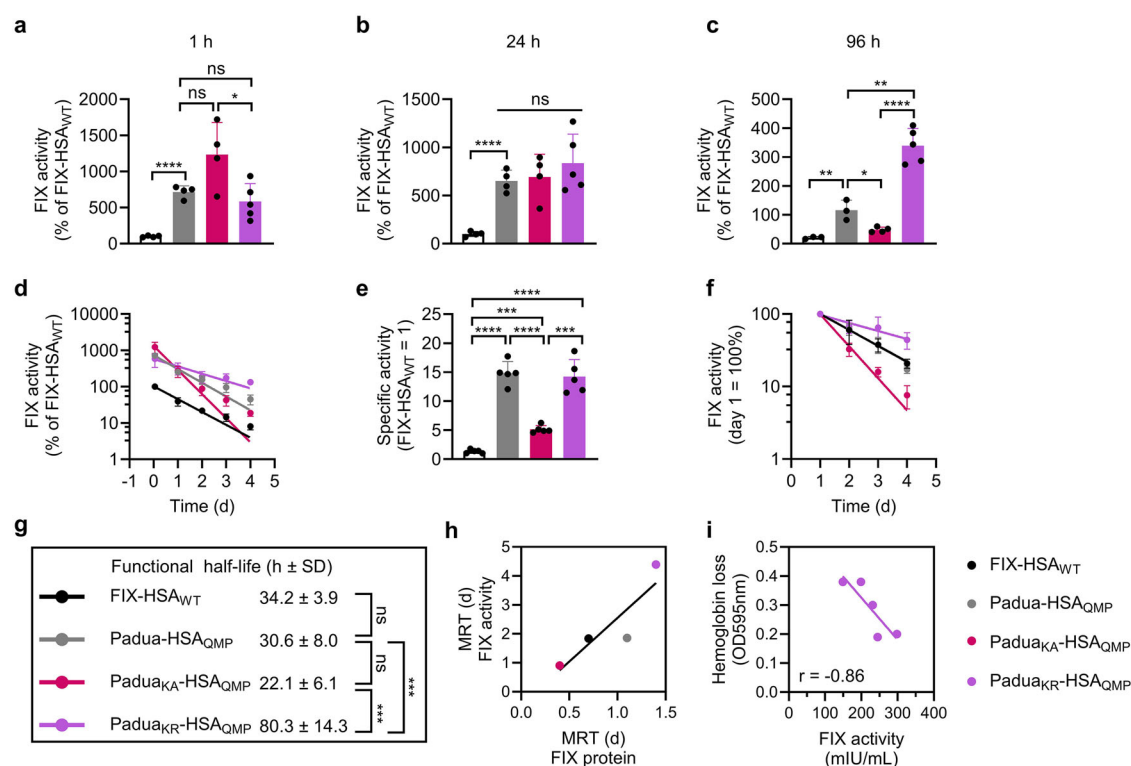 a
1 h
ns
ns
*
****
FIX activity
(% of FIX-HSAWT)
2000
1500
1000
500
0
b
24 h
ns
****
FIX activity
(% of FIX-HSAWT)
1500
1000
500
0
c
96 h
**
****
**
*
FIX activity
(% of FIX-HSAWT)
500
400
300
200
100
0
d
FIX activity
(% of FIX-HSAWT)
10000
1000
100
10
1
-1 0 1 2 3 4 5
Time (d)
e
****
***
**** **** ***
Specific activity
(FIX-HSAWT = 1)
25
20
15
10
5
0
f
FIX activity
(day 1 = 100%)
100
10
1
0 1 2 3 4 5
Time (d)
g
Functional half-life (h ± SD)
FIX-HSAWT 34.2 ± 3.9
Padua-HSAQMP 30.6 ± 8.0
PaduaKA-HSAQMP 22.1 ± 6.1
PaduaKR-HSAQMP 80.3 ± 14.3
ns
ns
***
***
h
MRT (d)
FIX activity
5
4
3
2
1
0
0.0 0.5 1.0 1.5
MRT (d)
FIX protein
i
Hemoglobin loss
(OD595nm)
0.5
0.4
0.3
0.2
0.1
0.0
r = -0.86
0 100 200 300 400
FIX activity
(mIU/mL)
FIX-HSAWT
Padua-HSAQMP
PaduaKA-HSAQMP
PaduaKR-HSAQMP